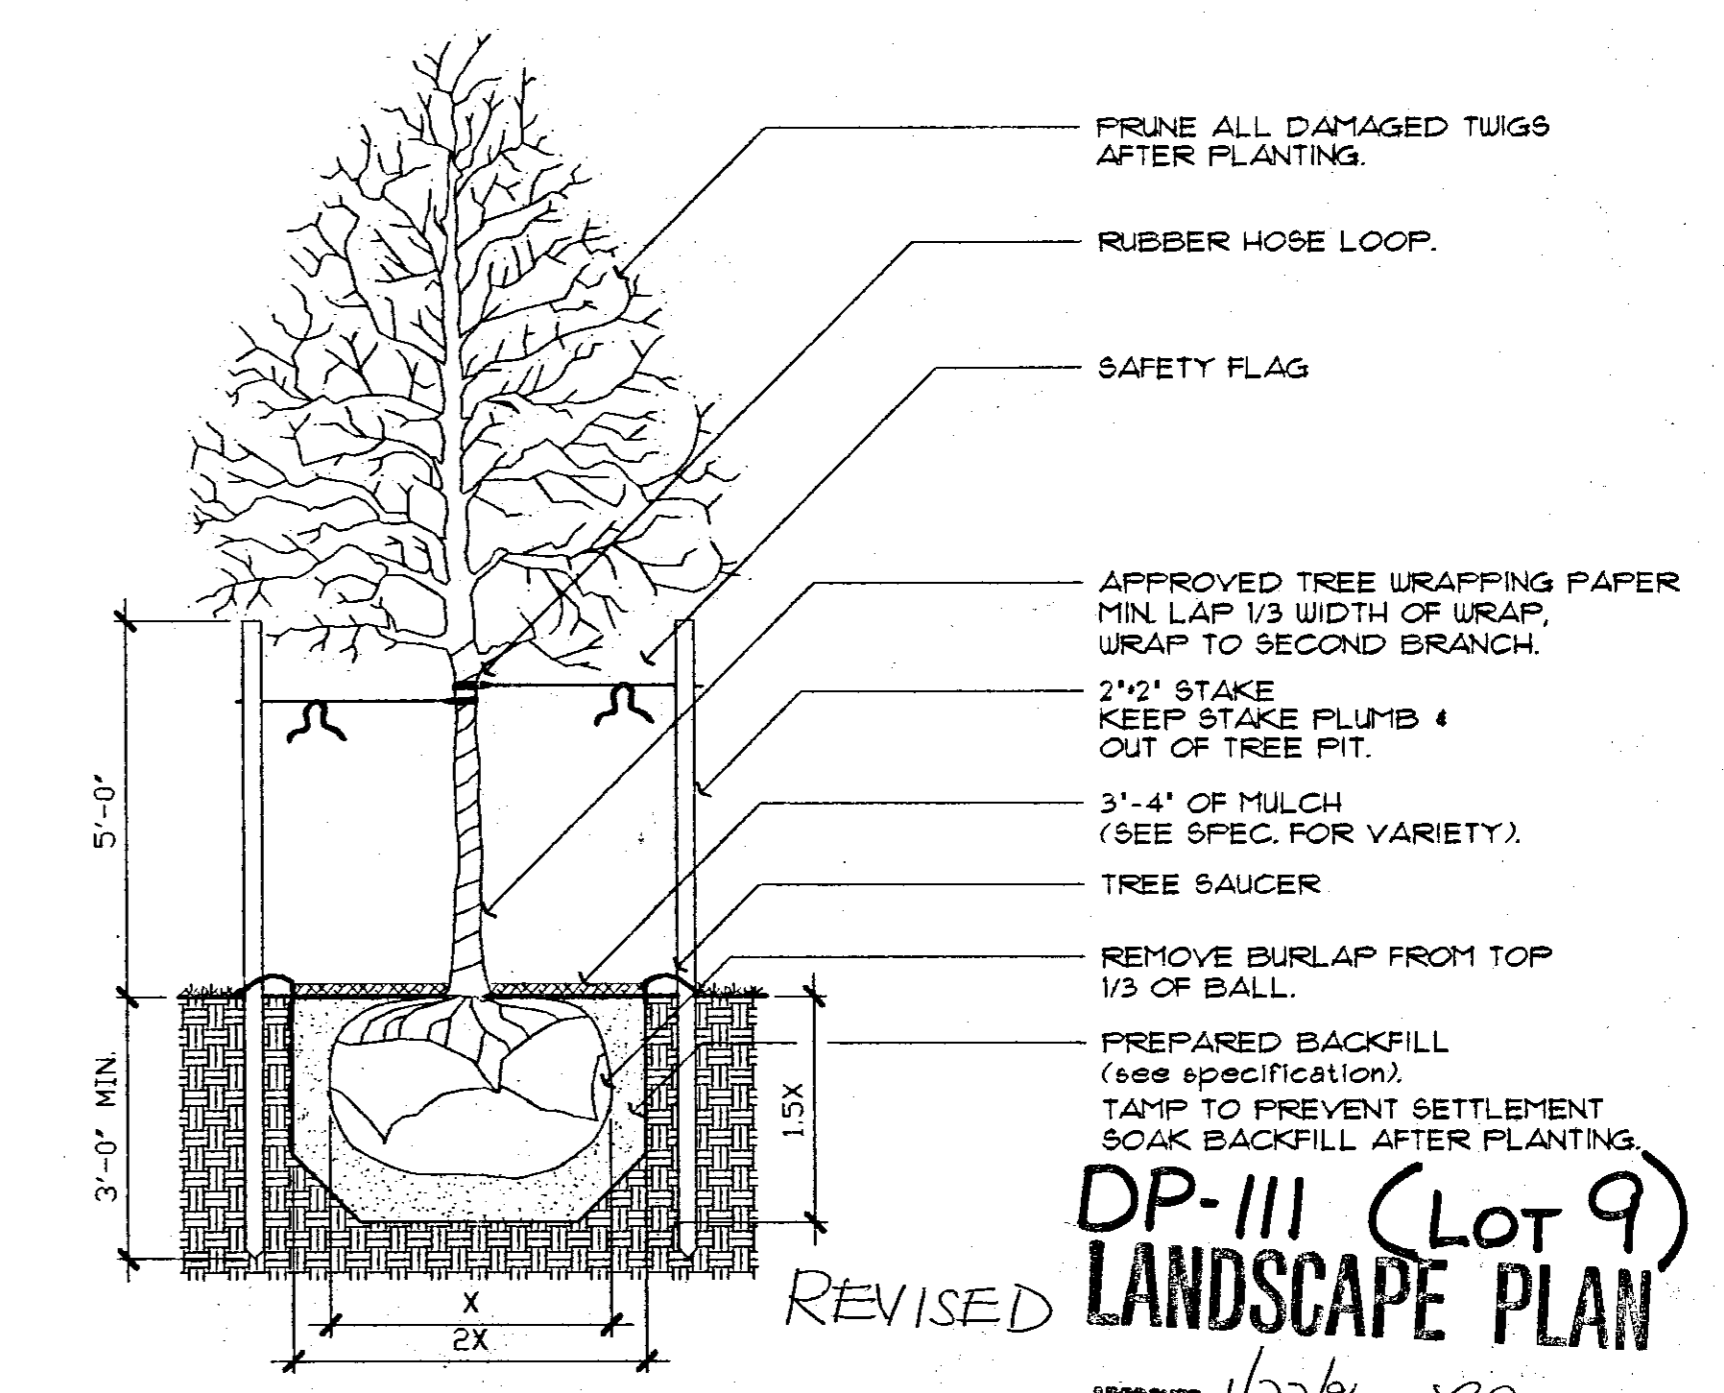 PRUNE ALL DAMAGED TWIGS
AFTER PLANTING.
RUBBER HOSE LOOP.
SAFETY FLAG
APPROVED TREE WRAPPING PAPER
MIN. LAP 1/3 WIDTH OF WRAP,
WRAP TO SECOND BRANCH.
2"*2" STAKE
KEEP STAKE PLUMB &
OUT OF TREE PIT.
3"-4" OF MULCH
(SEE SPEC. FOR VARIETY).
TREE SAUCER
REMOVE BURLAP FROM TOP
1/3 OF BALL.
PREPARED BACKFILL
(see specification).
TAMP TO PREVENT SETTLEMENT
SOAK BACKFILL AFTER PLANTING.
5'-0"
3'-0" MIN.
1.5X
X
2X
DP-111 (LOT 9)
REVISED LANDSCAPE PLAN